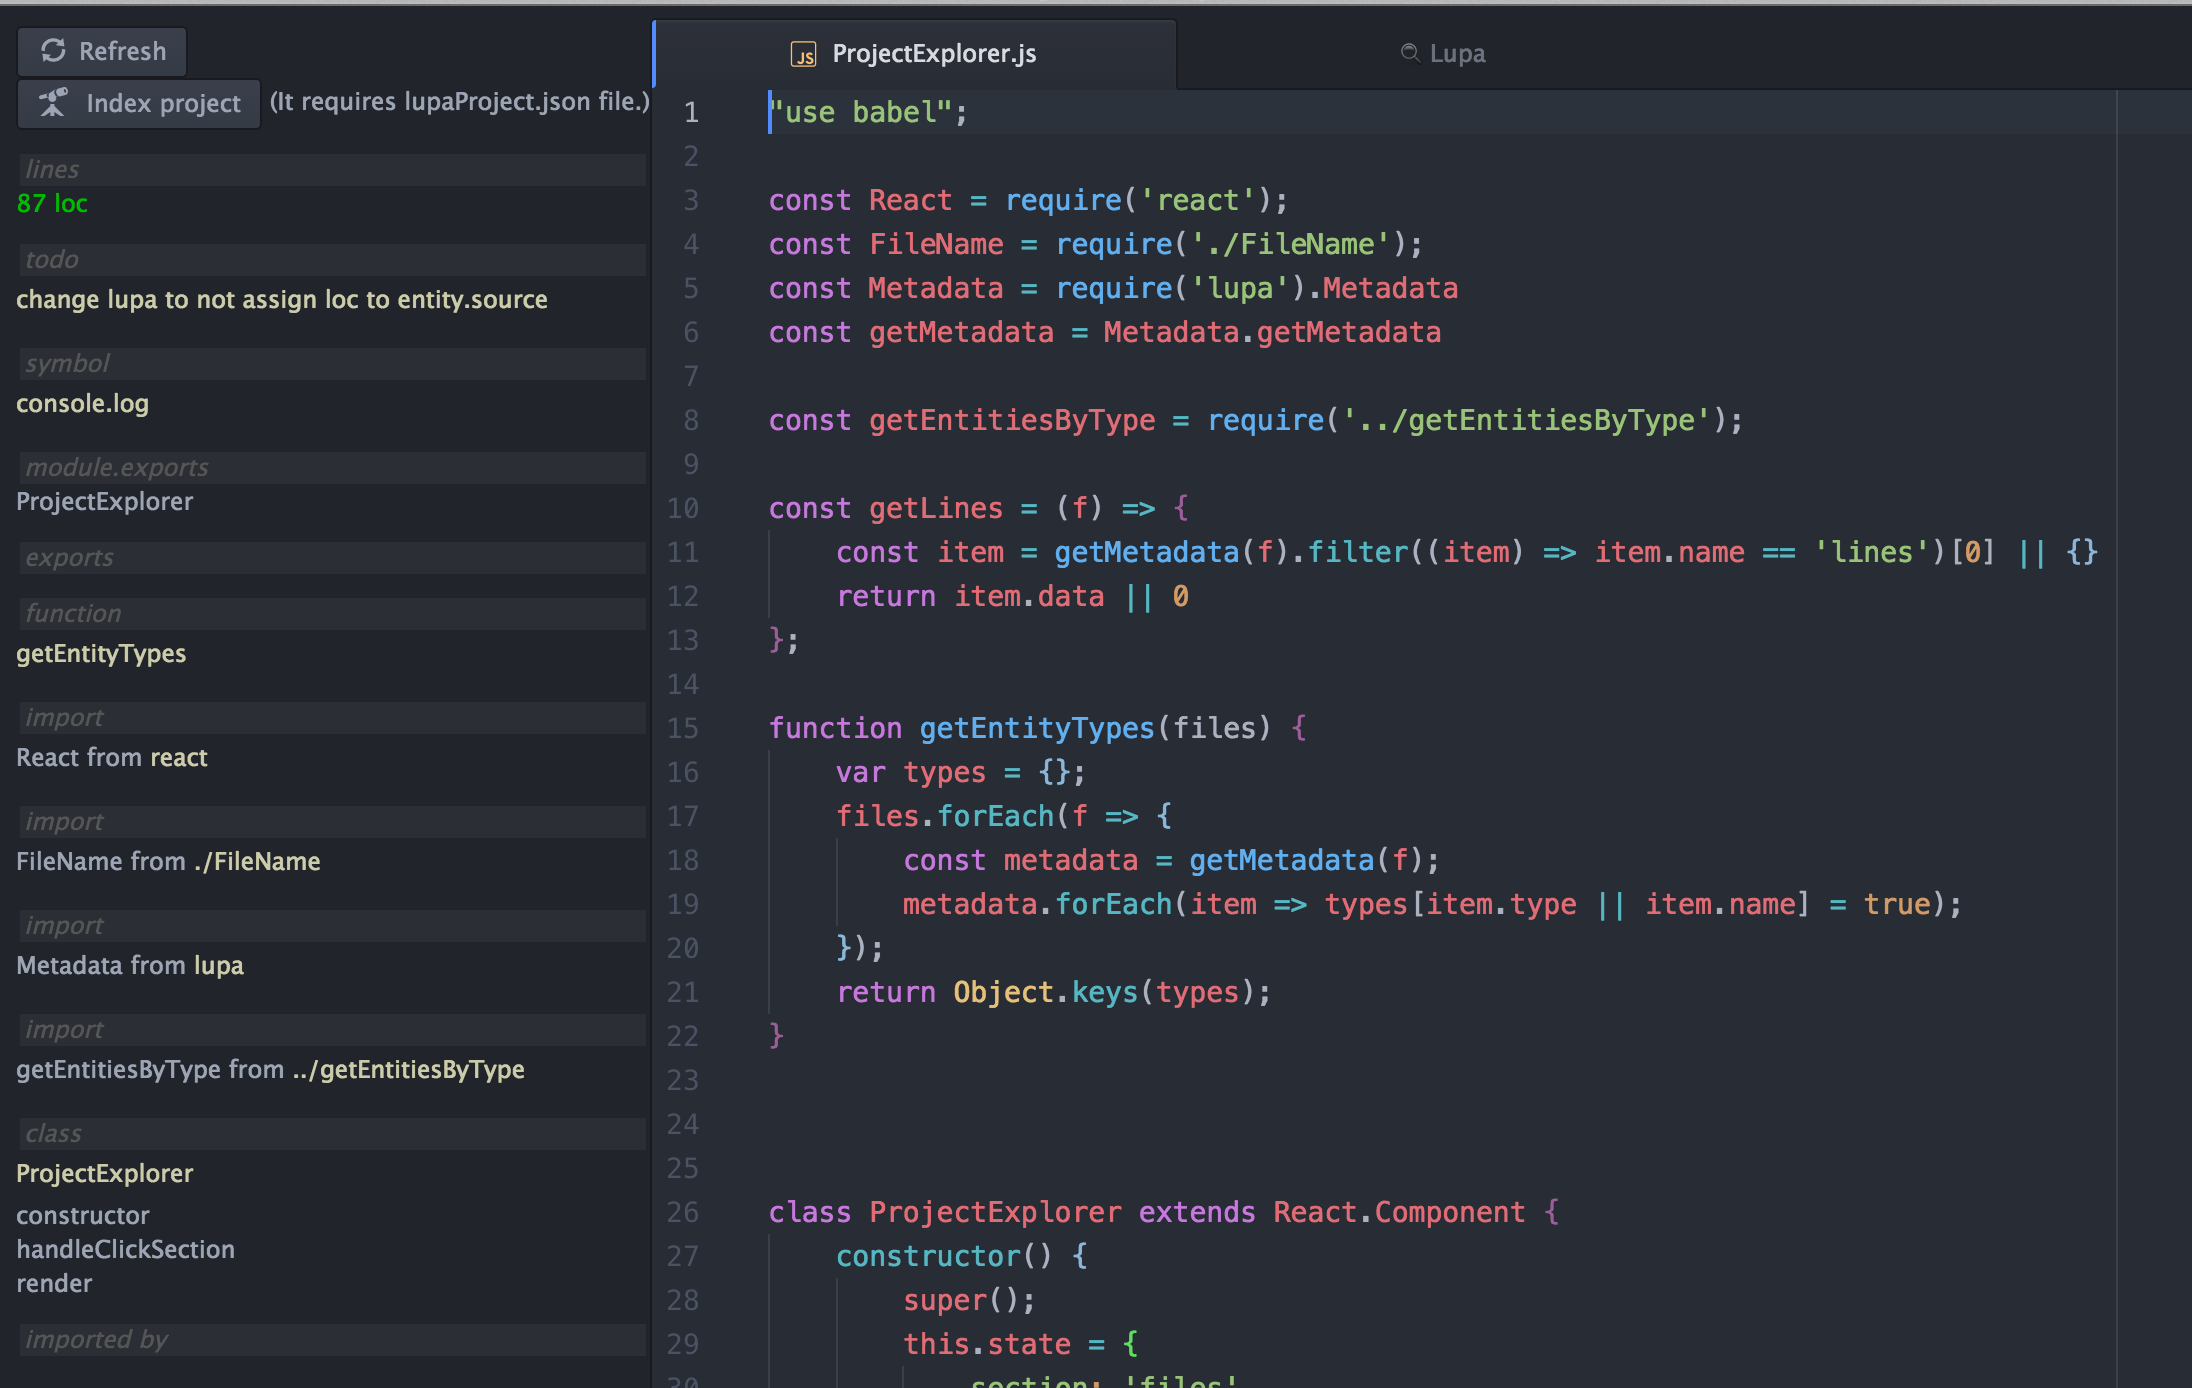 Refresh
Index project (It requires lupaProject.json file.)
lines
87 loc
todo
change lupa to not assign loc to entity.source
symbol
console.log
module.exports
ProjectExplorer
exports
function
getEntityTypes
import
React from react
import
FileName from ./FileName
import
Metadata from lupa
import
getEntitiesByType from ../getEntitiesByType
class
ProjectExplorer
constructor
handleClickSection
render
imported by
JS ProjectExplorer.js
Lupa
1 "use babel";
2
3 const React = require('react');
4 const FileName = require('./FileName');
5 const Metadata = require('lupa').Metadata
6 const getMetadata = Metadata.getMetadata
7
8 const getEntitiesByType = require('../getEntitiesByType');
9
10 const getLines = (f) => {
11     const item = getMetadata(f).filter((item) => item.name == 'lines')[0] || {}
12     return item.data || 0
13 };
14
15 function getEntityTypes(files) {
16     var types = {};
17     files.forEach(f => {
18         const metadata = getMetadata(f);
19         metadata.forEach(item => types[item.type || item.name] = true);
20     });
21     return Object.keys(types);
22 }
23
24
25
26 class ProjectExplorer extends React.Component {
27     constructor() {
28         super();
29         this.state = {
30             section: 'files'